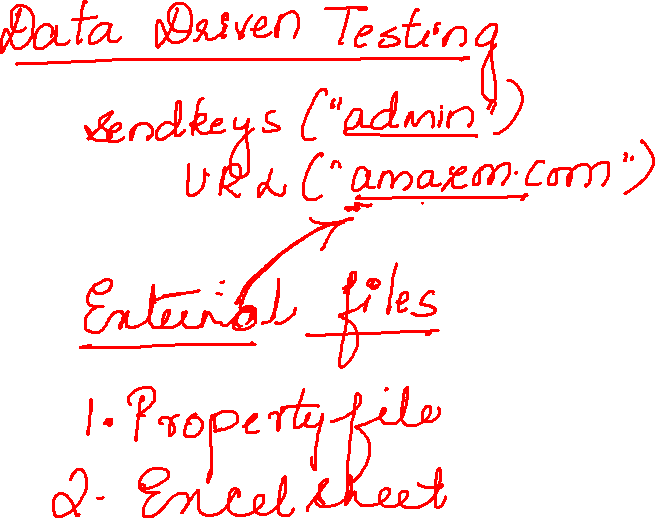 Data Driven Testing
sendkeys ("admin")
URL ("amazon.com")
External files
1. Property file
2. Excel sheet